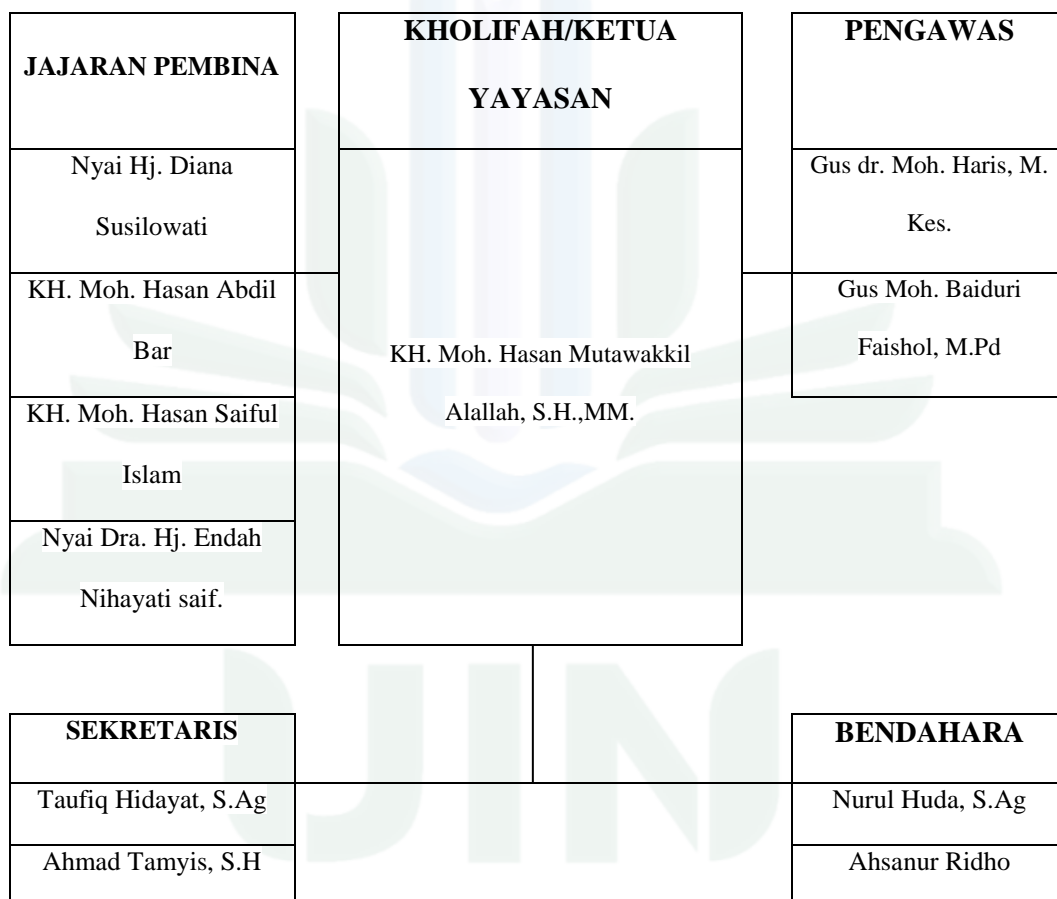 JAJARAN PEMBINA
Nyai Hj. Diana
Susilowati
KH. Moh. Hasan Abdil
Bar
KH. Moh. Hasan Saiful
Islam
Nyai Dra. Hj. Endah
Nihayati saif.
KHOLIFAH/KETUA
YAYASAN
KH. Moh. Hasan Mutawakkil
Alallah, S.H.,MM.
PENGAWAS
Gus dr. Moh. Haris, M.
Kes.
Gus Moh. Baiduri
Faishol, M.Pd
SEKRETARIS
Taufiq Hidayat, S.Ag
Ahmad Tamyis, S.H
BENDAHARA
Nurul Huda, S.Ag
Ahsanur Ridho
UIN